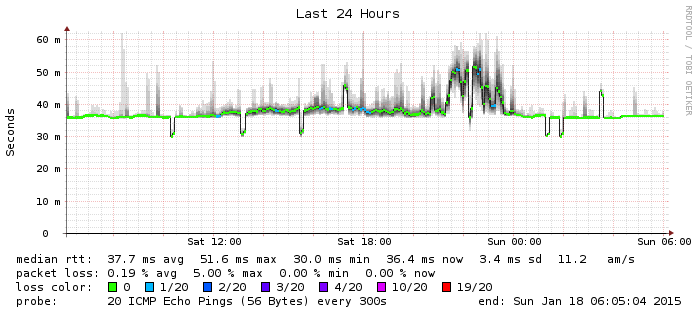 Last 24 Hours
RRDTOOL / TOBI OETIKER
Seconds
60 m
50 m
40 m
30 m
20 m
10 m
0
Sat 12:00 Sat 18:00 Sun 00:00 Sun 06:00
median rtt: 37.7 ms avg 51.6 ms max 30.0 ms min 36.4 ms now 3.4 ms sd 11.2 am/s
packet loss: 0.19 % avg 5.00 % max 0.00 % min 0.00 % now
loss color: 0 1/20 2/20 3/20 4/20 10/20 19/20
probe: 20 ICMP Echo Pings (56 Bytes) every 300s end: Sun Jan 18 06:05:04 2015